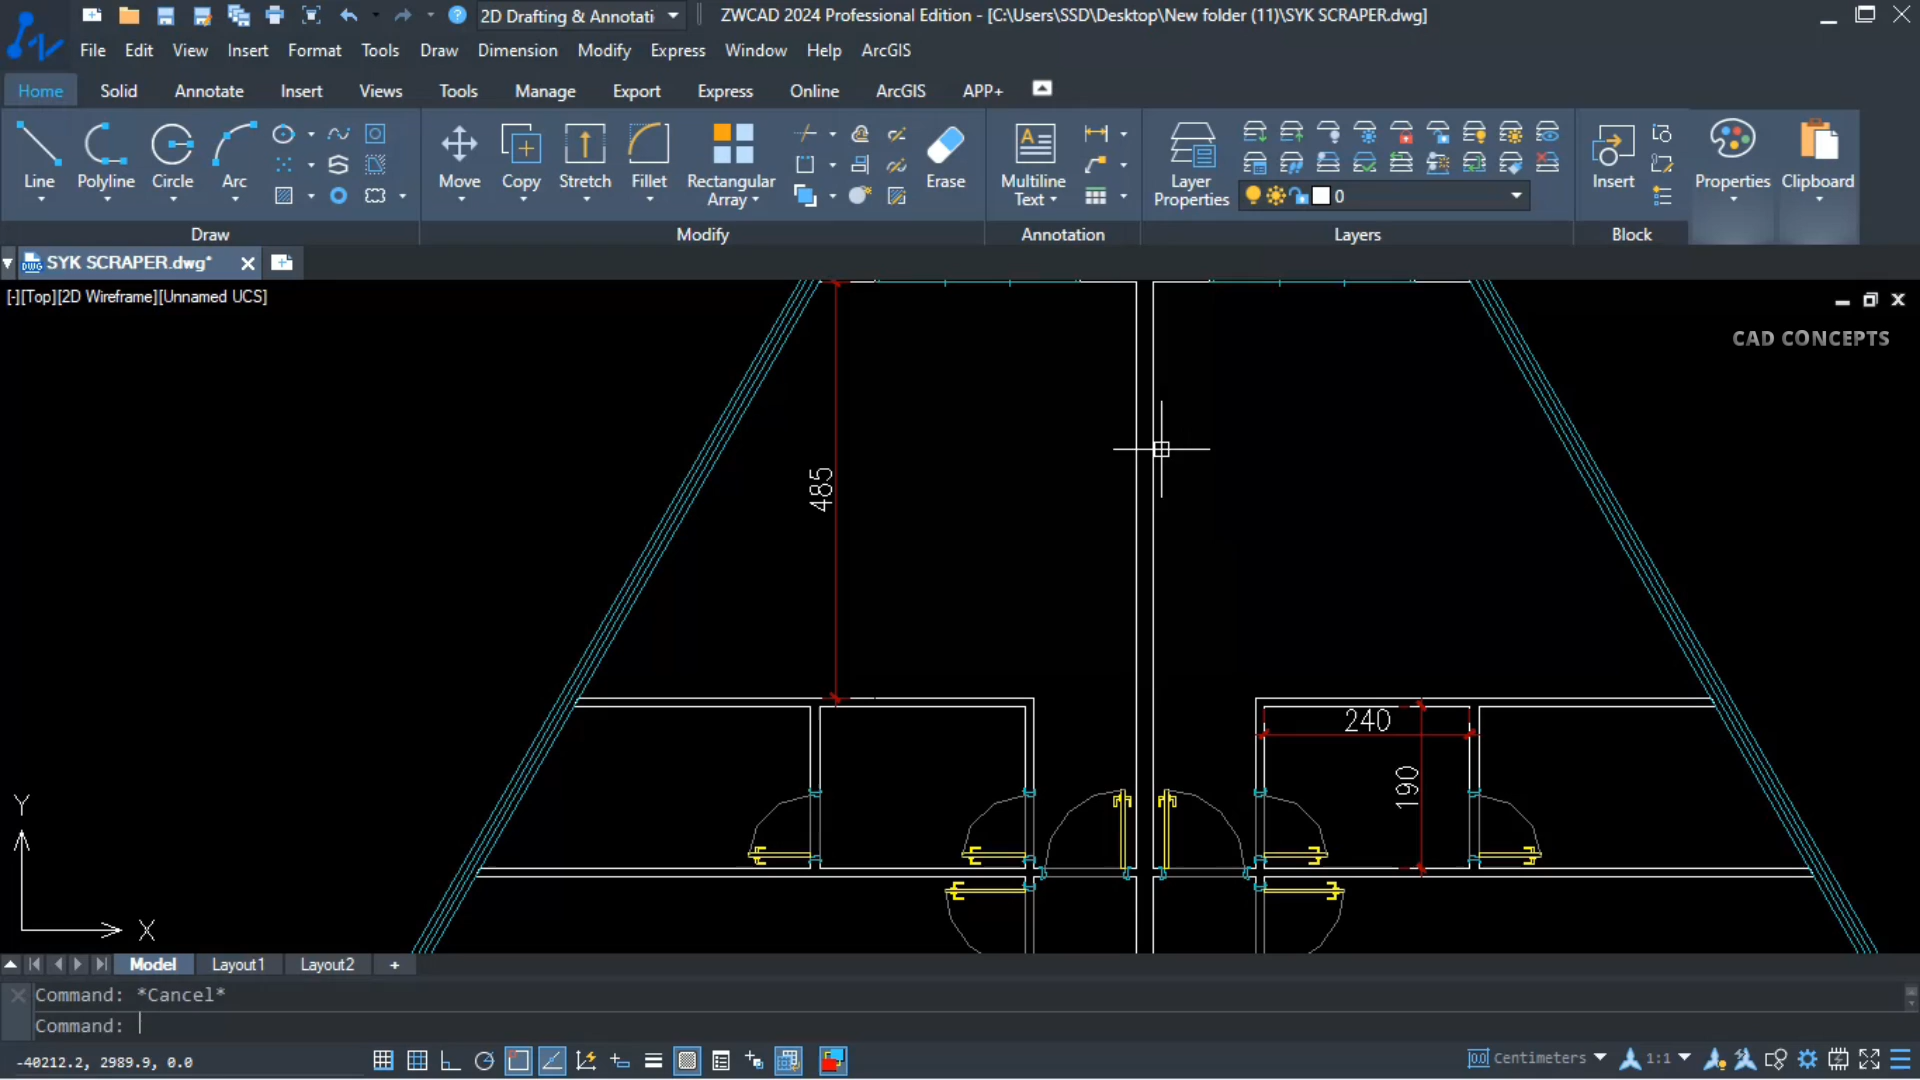 2D Drafting & Annotati
ZWCAD 2024 Professional Edition - [C:\Users\SSD\Desktop\New folder (11)\SYK SCRAPER.dwg]
File Edit View Insert Format Tools Draw Dimension Modify Express Window Help ArcGIS
Home Solid Annotate Insert Views Tools Manage Export Express Online ArcGIS APP+
Line Polyline Circle Arc
Move Copy Stretch Fillet Rectangular Array Erase
Multiline Text
Layer Properties
0
Insert Properties Clipboard
Draw Modify Annotation Layers Block
SYK SCRAPER.dwg*
[-][Top][2D Wireframe][Unnamed UCS]
CAD CONCEPTS
485
240
190
Y
X
Model Layout1 Layout2 +
Command: *Cancel*
Command:
-40212.2, 2989.9, 0.0
Centimeters 1:1